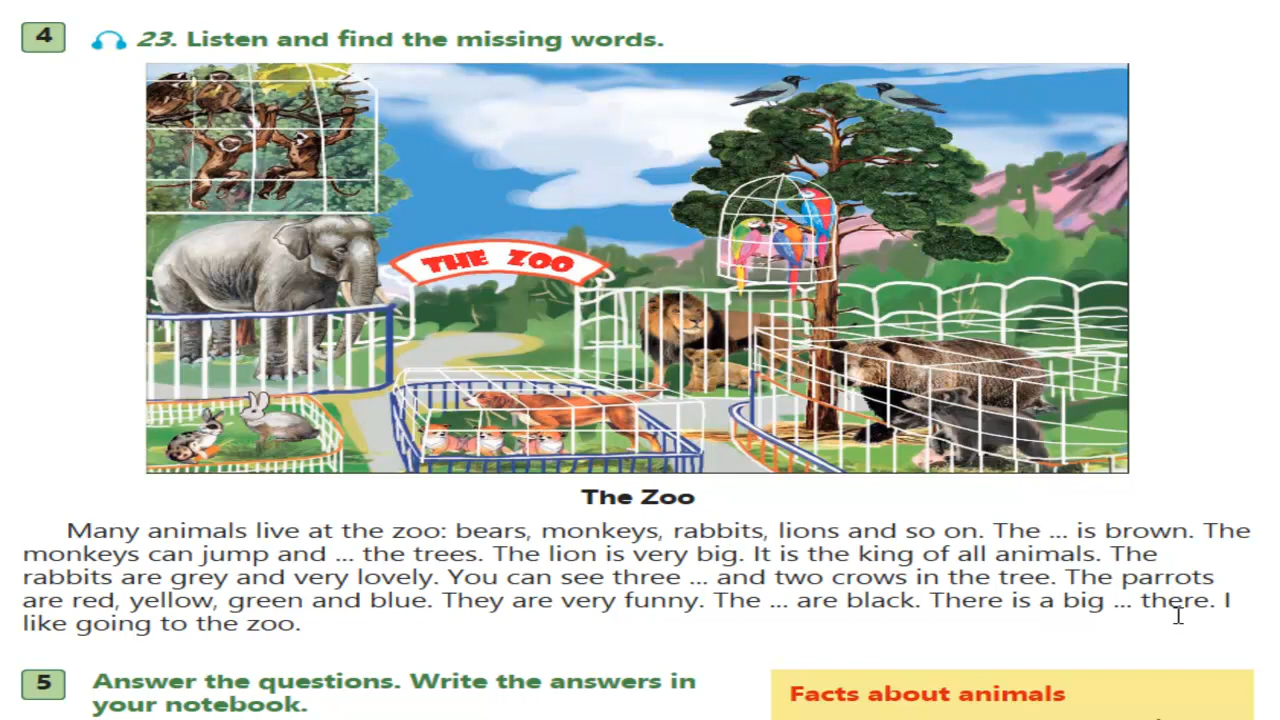 4
23. Listen and find the missing words.
THE ZOO
The Zoo
Many animals live at the zoo: bears, monkeys, rabbits, lions and so on. The ... is brown. The
monkeys can jump and ... the trees. The lion is very big. It is the king of all animals. The
rabbits are grey and very lovely. You can see three ... and two crows in the tree. The parrots
are red, yellow, green and blue. They are very funny. The ... are black. There is a big ... there. I
like going to the zoo.
5
Answer the questions. Write the answers in
your notebook.
Facts about animals